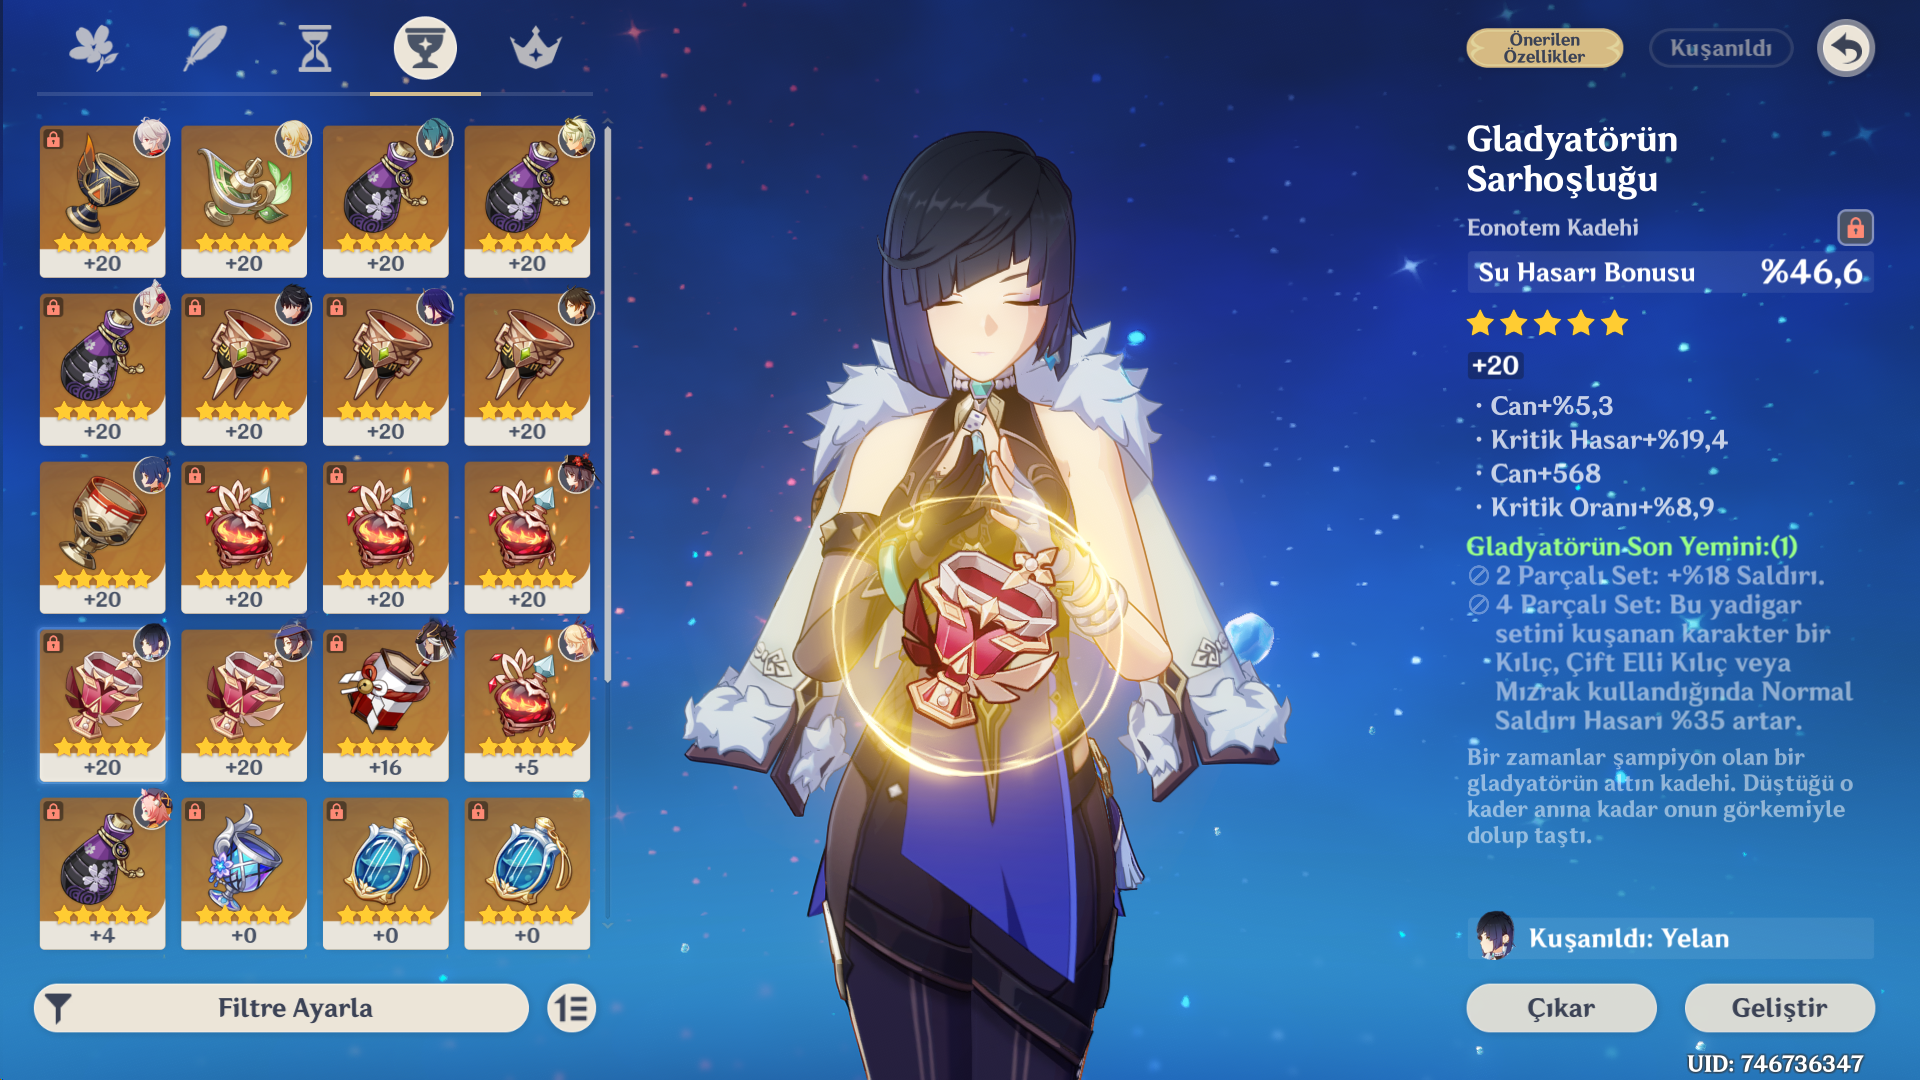 Önerilen
Özellikler
Kuşanıldı
Gladyatörün
Sarhoşluğu
Eonotem Kadehi
Su Hasarı Bonusu %46,6
+20
· Can+%5,3
· Kritik Hasar+%19,4
· Can+568
· Kritik Oranı+%8,9
Gladyatörün Son Yemini:(1)
2 Parçalı Set: +%18 Saldırı.
4 Parçalı Set: Bu yadigar
setini kuşanan karakter bir
Kılıç, Çift Elli Kılıç veya
Mızrak kullandığında Normal
Saldırı Hasarı %35 artar.
Bir zamanlar şampiyon olan bir
gladyatörün altın kadehi. Düştüğü o
kader anına kadar onun görkemiyle
dolup taştı.
Kuşanıldı: Yelan
Çıkar Geliştir
UID: 746736347
+20 +20 +20 +20
+20 +20 +20 +20
+20 +20 +20 +20
+20 +20 +16 +5
+4 +0 +0 +0
Filtre Ayarla
1